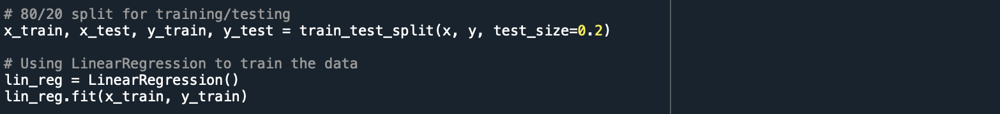 # 80/20 split for training/testing
x_train, x_test, y_train, y_test = train_test_split(x, y, test_size=0.2)
# Using LinearRegression to train the data
lin_reg = LinearRegression()
lin_reg.fit(x_train, y_train)